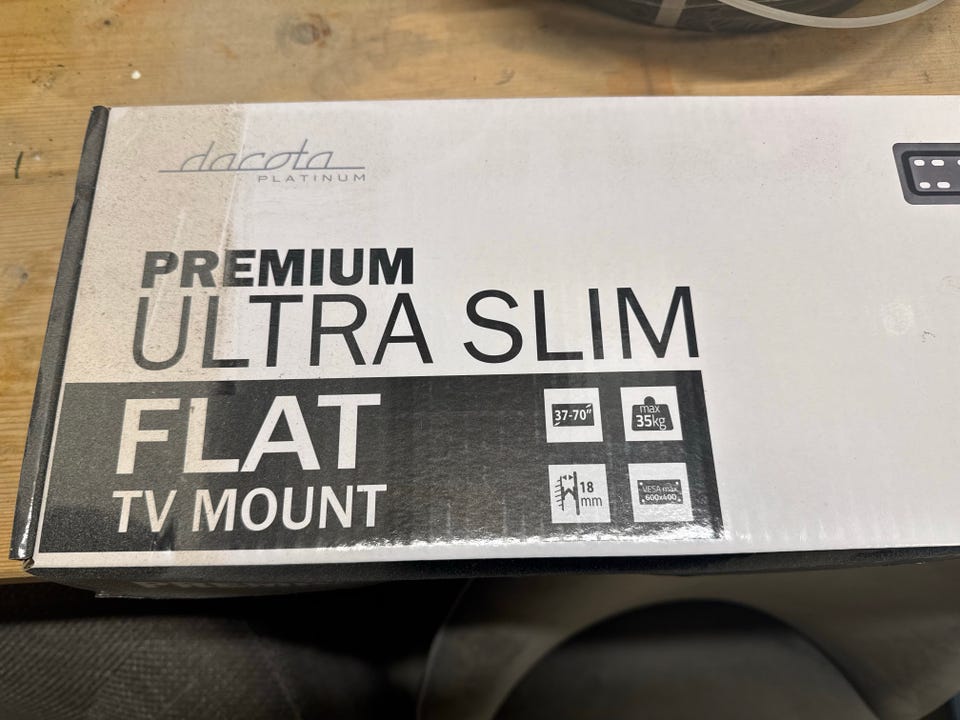 dacota
PLATINUM
PREMIUM
ULTRA SLIM
FLAT
TV MOUNT
37-70"
max
35kg
18
mm
VESA max
600x400